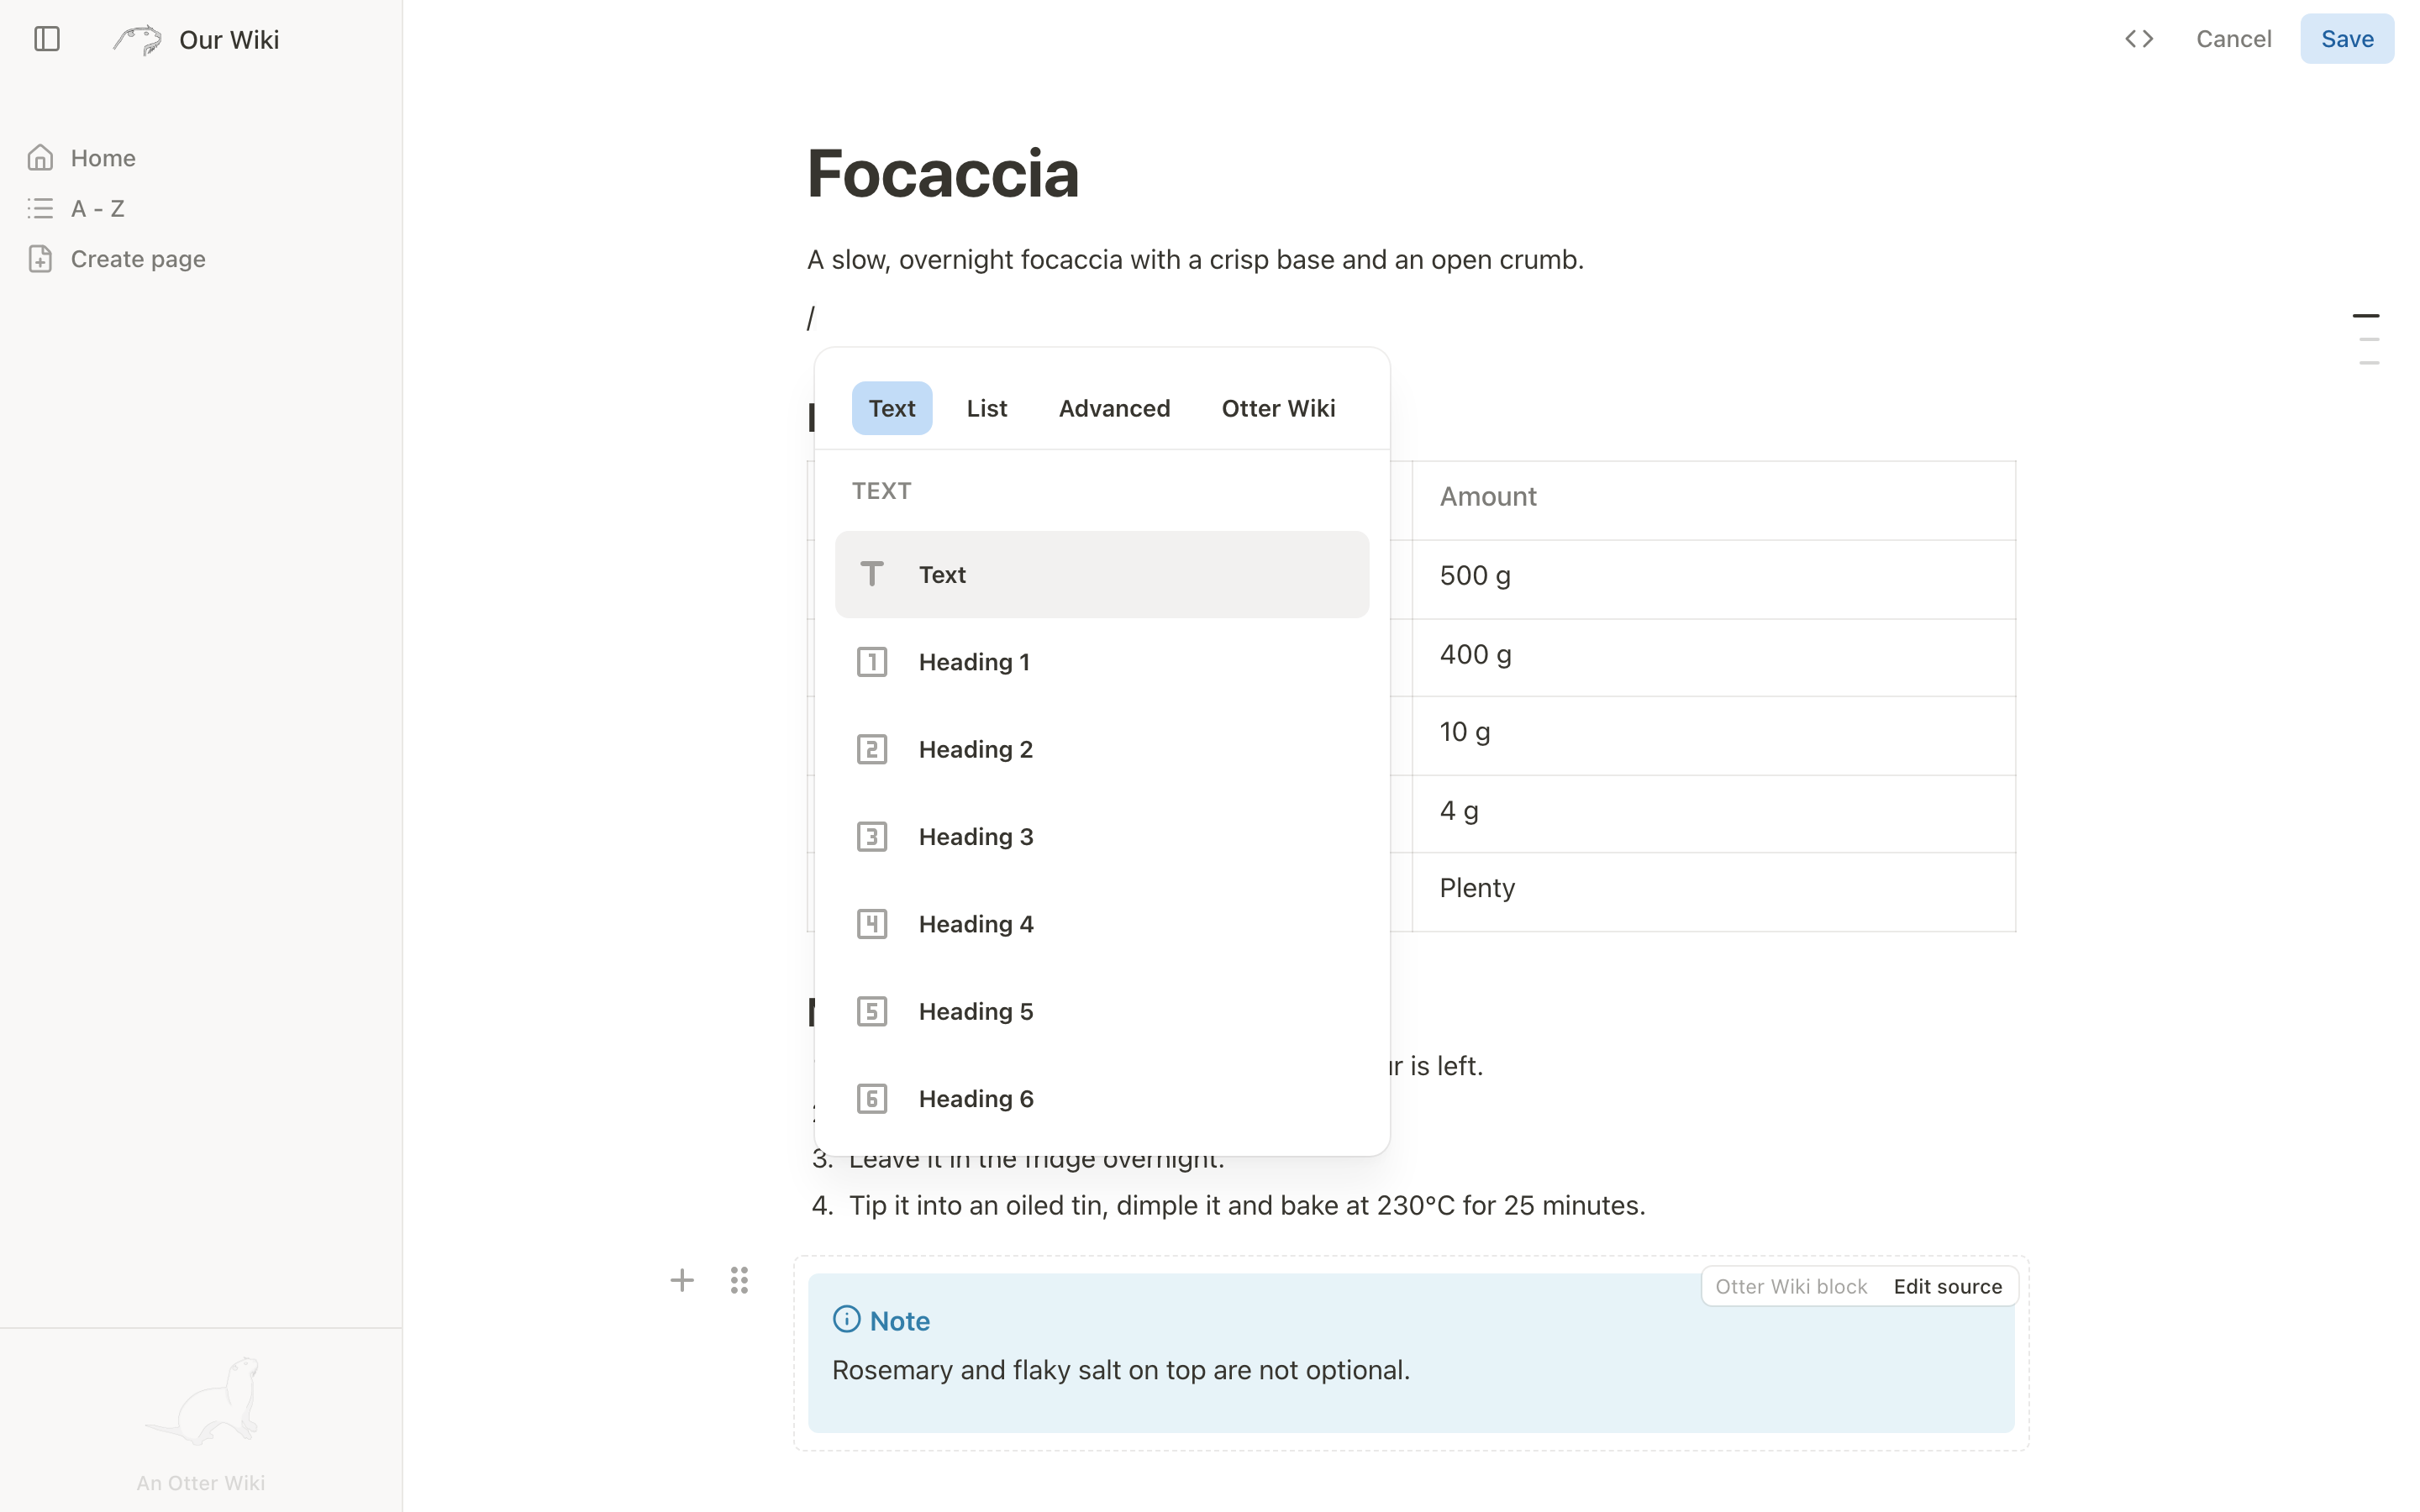 Our Wiki
Cancel
Save
Home
A - Z
Create page
Focaccia
A slow, overnight focaccia with a crisp base and an open crumb.
/
Text List Advanced Otter Wiki
TEXT
Text
Heading 1
Heading 2
Heading 3
Heading 4
Heading 5
Heading 6
Amount
500 g
400 g
10 g
4 g
Plenty
is left.
3. Leave it in the fridge overnight.
4. Tip it into an oiled tin, dimple it and bake at 230°C for 25 minutes.
Otter Wiki block Edit source
Note
Rosemary and flaky salt on top are not optional.
An Otter Wiki